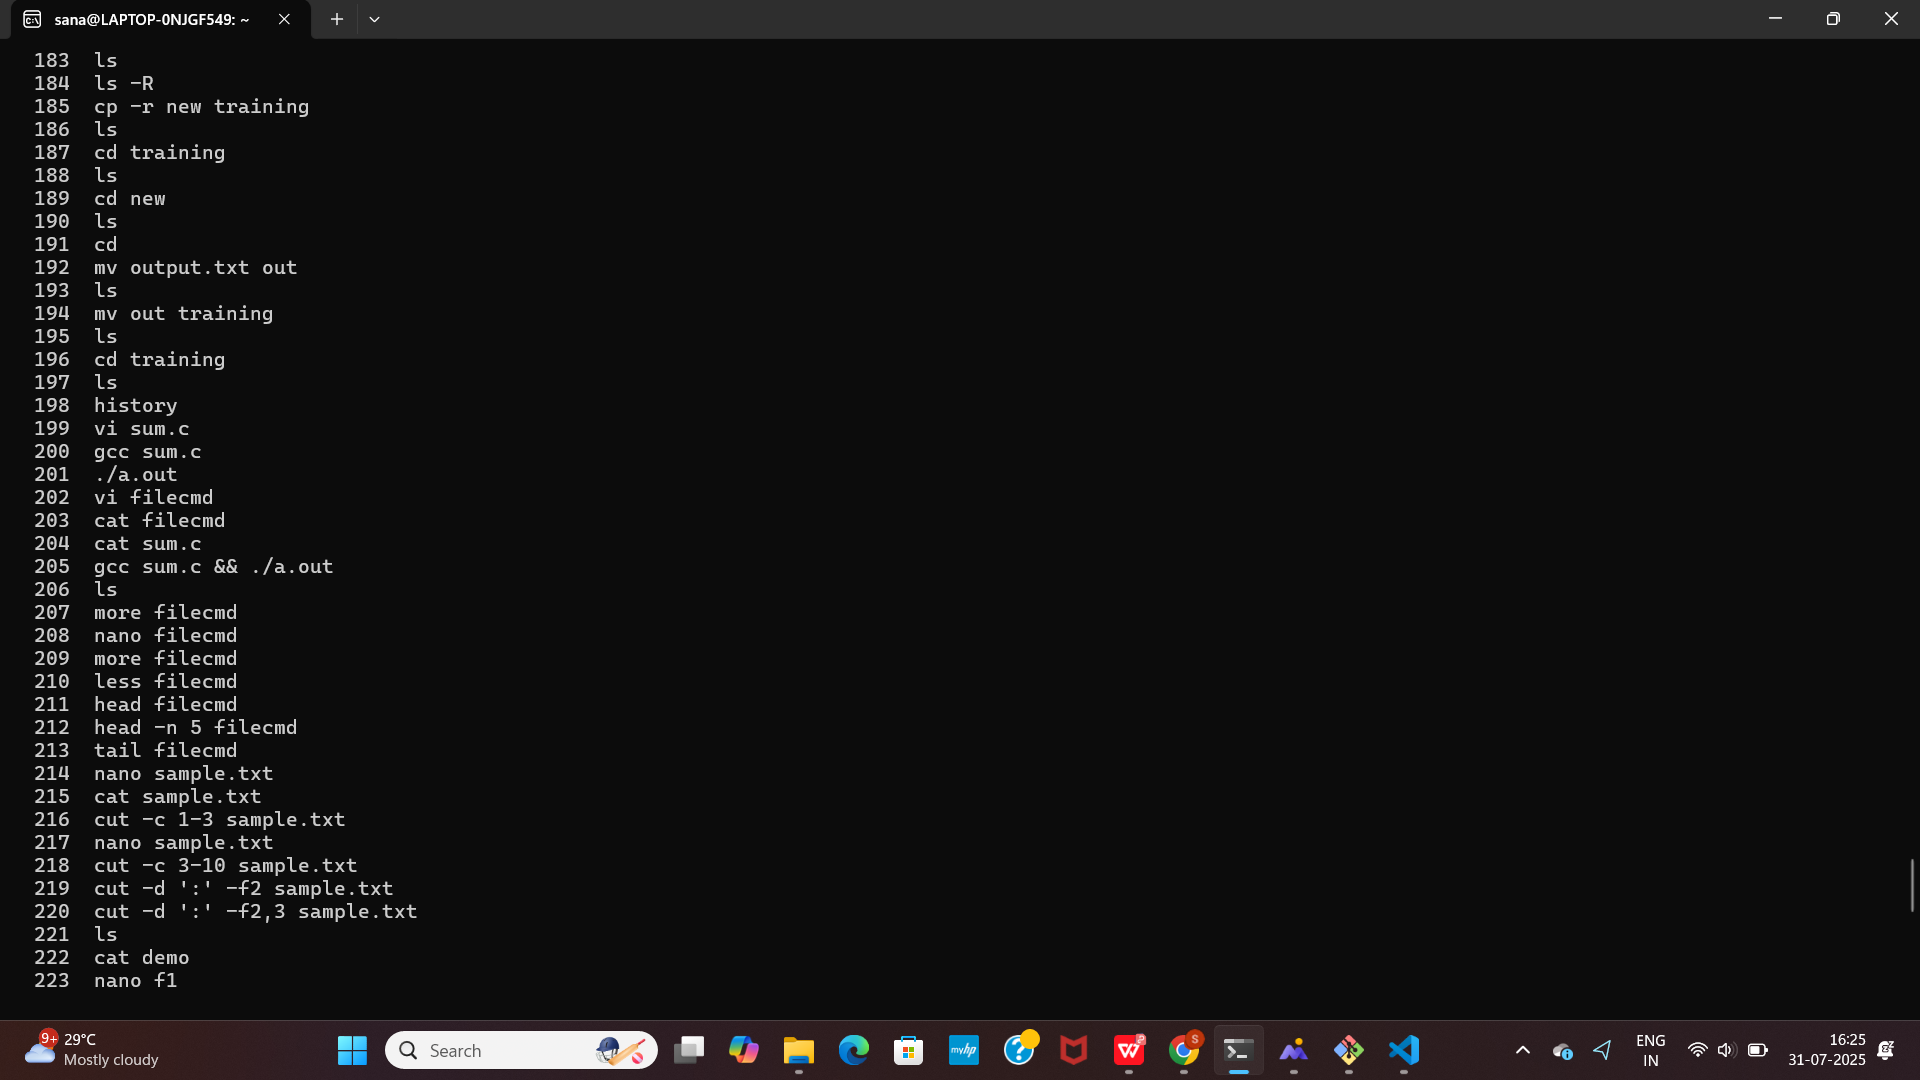 sana@LAPTOP-0NJGF549: ~
183 ls
184 ls -R
185 cp -r new training
186 ls
187 cd training
188 ls
189 cd new
190 ls
191 cd
192 mv output.txt out
193 ls
194 mv out training
195 ls
196 cd training
197 ls
198 history
199 vi sum.c
200 gcc sum.c
201 ./a.out
202 vi filecmd
203 cat filecmd
204 cat sum.c
205 gcc sum.c && ./a.out
206 ls
207 more filecmd
208 nano filecmd
209 more filecmd
210 less filecmd
211 head filecmd
212 head -n 5 filecmd
213 tail filecmd
214 nano sample.txt
215 cat sample.txt
216 cut -c 1-3 sample.txt
217 nano sample.txt
218 cut -c 3-10 sample.txt
219 cut -d ':' -f2 sample.txt
220 cut -d ':' -f2,3 sample.txt
221 ls
222 cat demo
223 nano f1
9+ 29°C
Mostly cloudy
Search
myhp
S
ENG
IN
16:25
31-07-2025